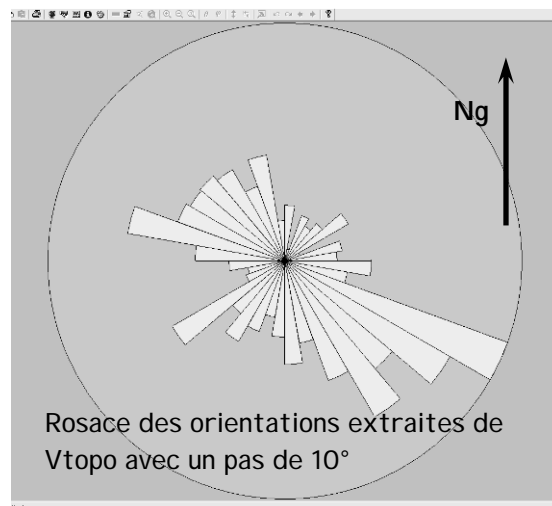 Ng
Rosace des orientations extraites de
Vtopo avec un pas de 10°